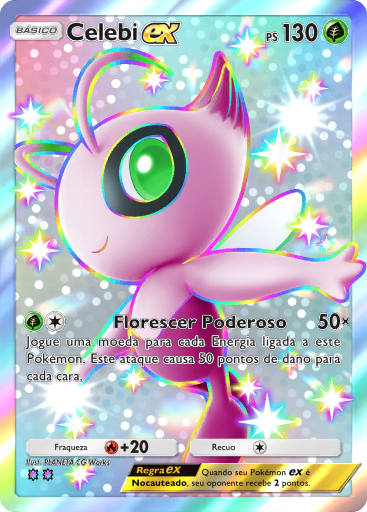 BÁSICO Celebi ex PS 130
Florescer Poderoso 50×
Jogue uma moeda para cada Energia ligada a este
Pokémon. Este ataque causa 50 pontos de dano para
cada cara.
Fraqueza +20 Recuo
Ilust. PLANETA CG Works
Regra ex Quando seu Pokémon ex é
Nocauteado, seu oponente recebe 2 pontos.